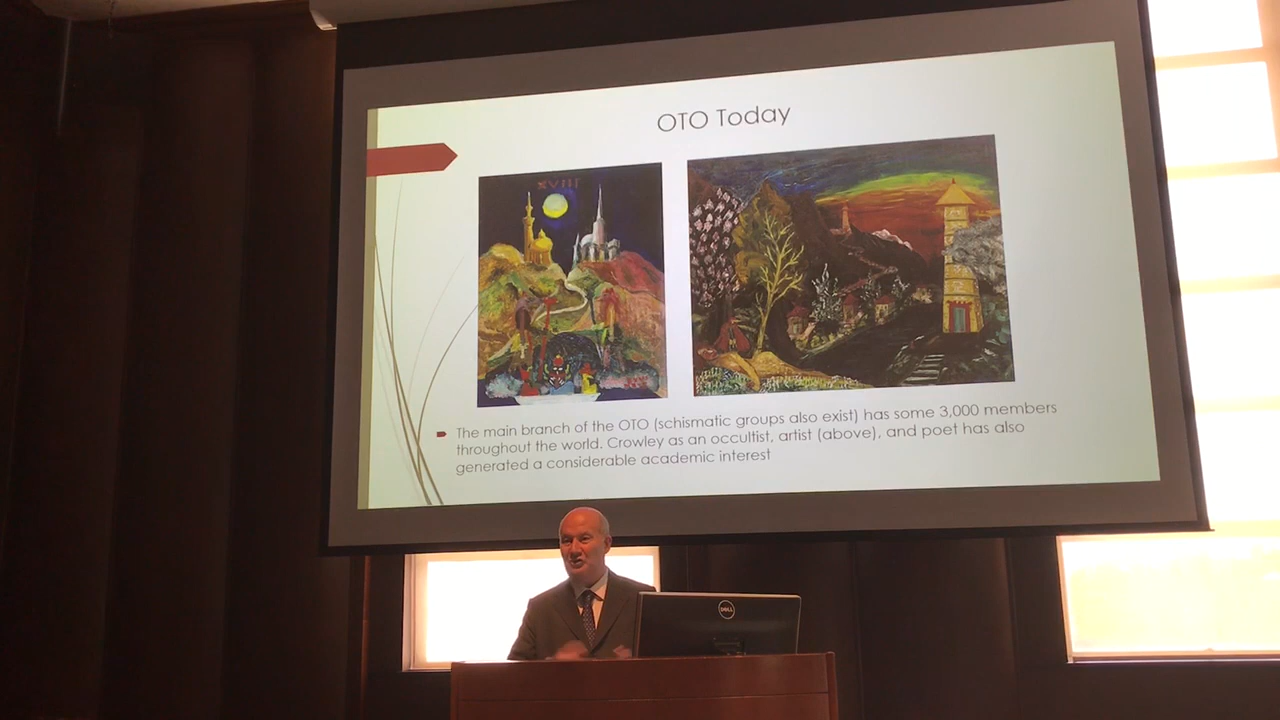 OTO Today
XVIII
The main branch of the OTO (schismatic groups also exist) has some 3,000 members
throughout the world. Crowley as an occultist, artist (above), and poet has also
generated a considerable academic interest
DELL